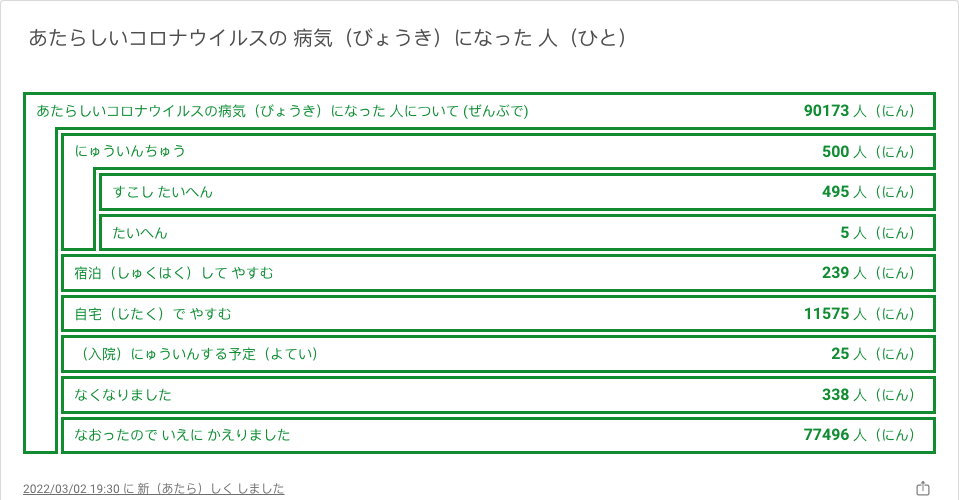 あたらしいコロナウイルスの 病気（びょうき）になった 人（ひと）
あたらしいコロナウイルスの病気（びょうき）になった 人について (ぜんぶで) 90173 人（にん）
にゅういんちゅう 500 人（にん）
すこし たいへん 495 人（にん）
たいへん 5 人（にん）
宿泊（しゅくはく）して やすむ 239 人（にん）
自宅（じたく）で やすむ 11575 人（にん）
（入院）にゅういんする予定（よてい） 25 人（にん）
なくなりました 338 人（にん）
なおったので いえに かえりました 77496 人（にん）
2022/03/02 19:30 に 新（あたら）しく しました